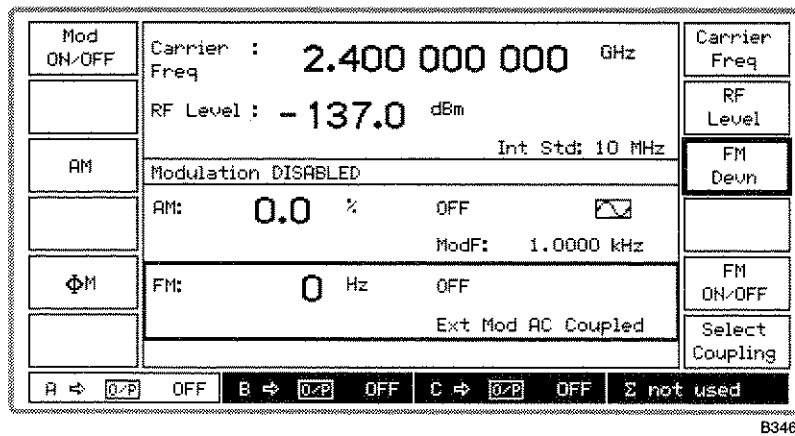 Mod
ON/OFF
AM
ΦM
Carrier : 2.400 000 000 GHz
Freq
RF Level : - 137.0 dBm
Int Std: 10 MHz
Modulation DISABLED
AM: 0.0 % OFF
ModF: 1.0000 kHz
FM: 0 Hz OFF
Ext Mod AC Coupled
Carrier
Freq
RF
Level
FM
Devn
FM
ON/OFF
Select
Coupling
A ⇨ O/P OFF B ⇨ O/P OFF C ⇨ O/P OFF Σ not used
B346